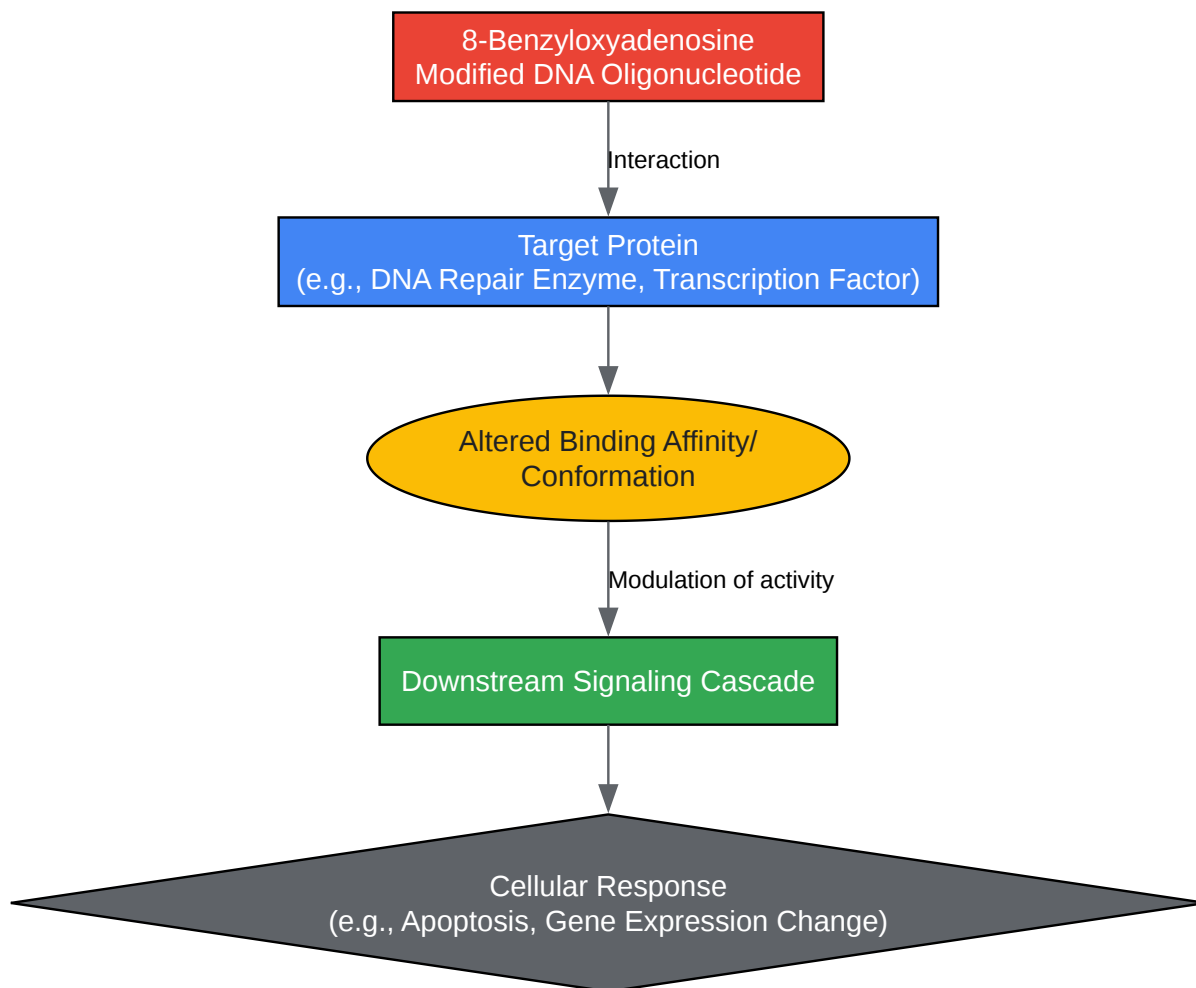 8-Benzyloxyadenosine
Modified DNA Oligonucleotide
Interaction
Target Protein
(e.g., DNA Repair Enzyme, Transcription Factor)
Altered Binding Affinity/
Conformation
Modulation of activity
Downstream Signaling Cascade
Cellular Response
(e.g., Apoptosis, Gene Expression Change)